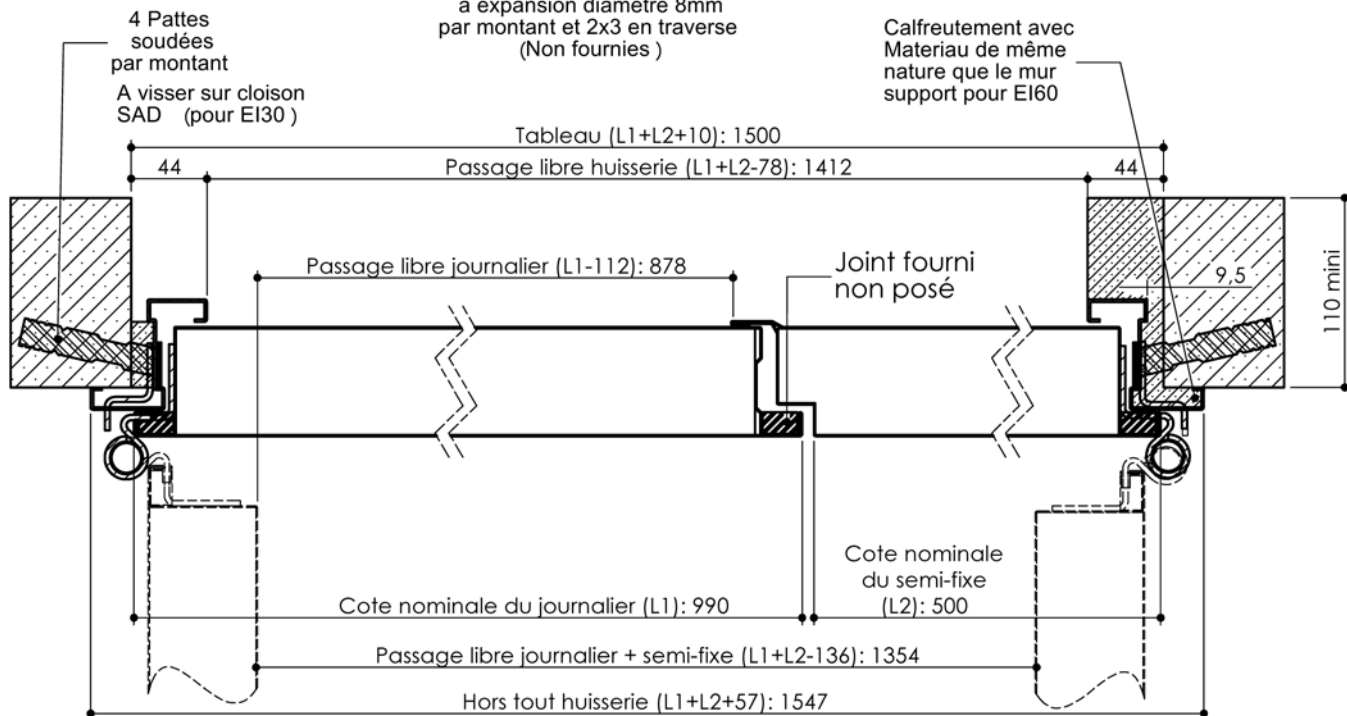 4 Pattes
soudées
par montant
A visser sur cloison
SAD (pour EI30 )
à expansion diamètre 8mm
par montant et 2x3 en traverse
(Non fournies )
Calfreutement avec
Materiau de même
nature que le mur
support pour EI60
Tableau (L1+L2+10): 1500
44
Passage libre huisserie (L1+L2-78): 1412
44
Passage libre journalier (L1-112): 878
Joint fourni
non posé
9,5
110 mini
Cote nominale
du semi-fixe
(L2): 500
Cote nominale du journalier (L1): 990
Passage libre journalier + semi-fixe (L1+L2-136): 1354
Hors tout huisserie (L1+L2+57): 1547